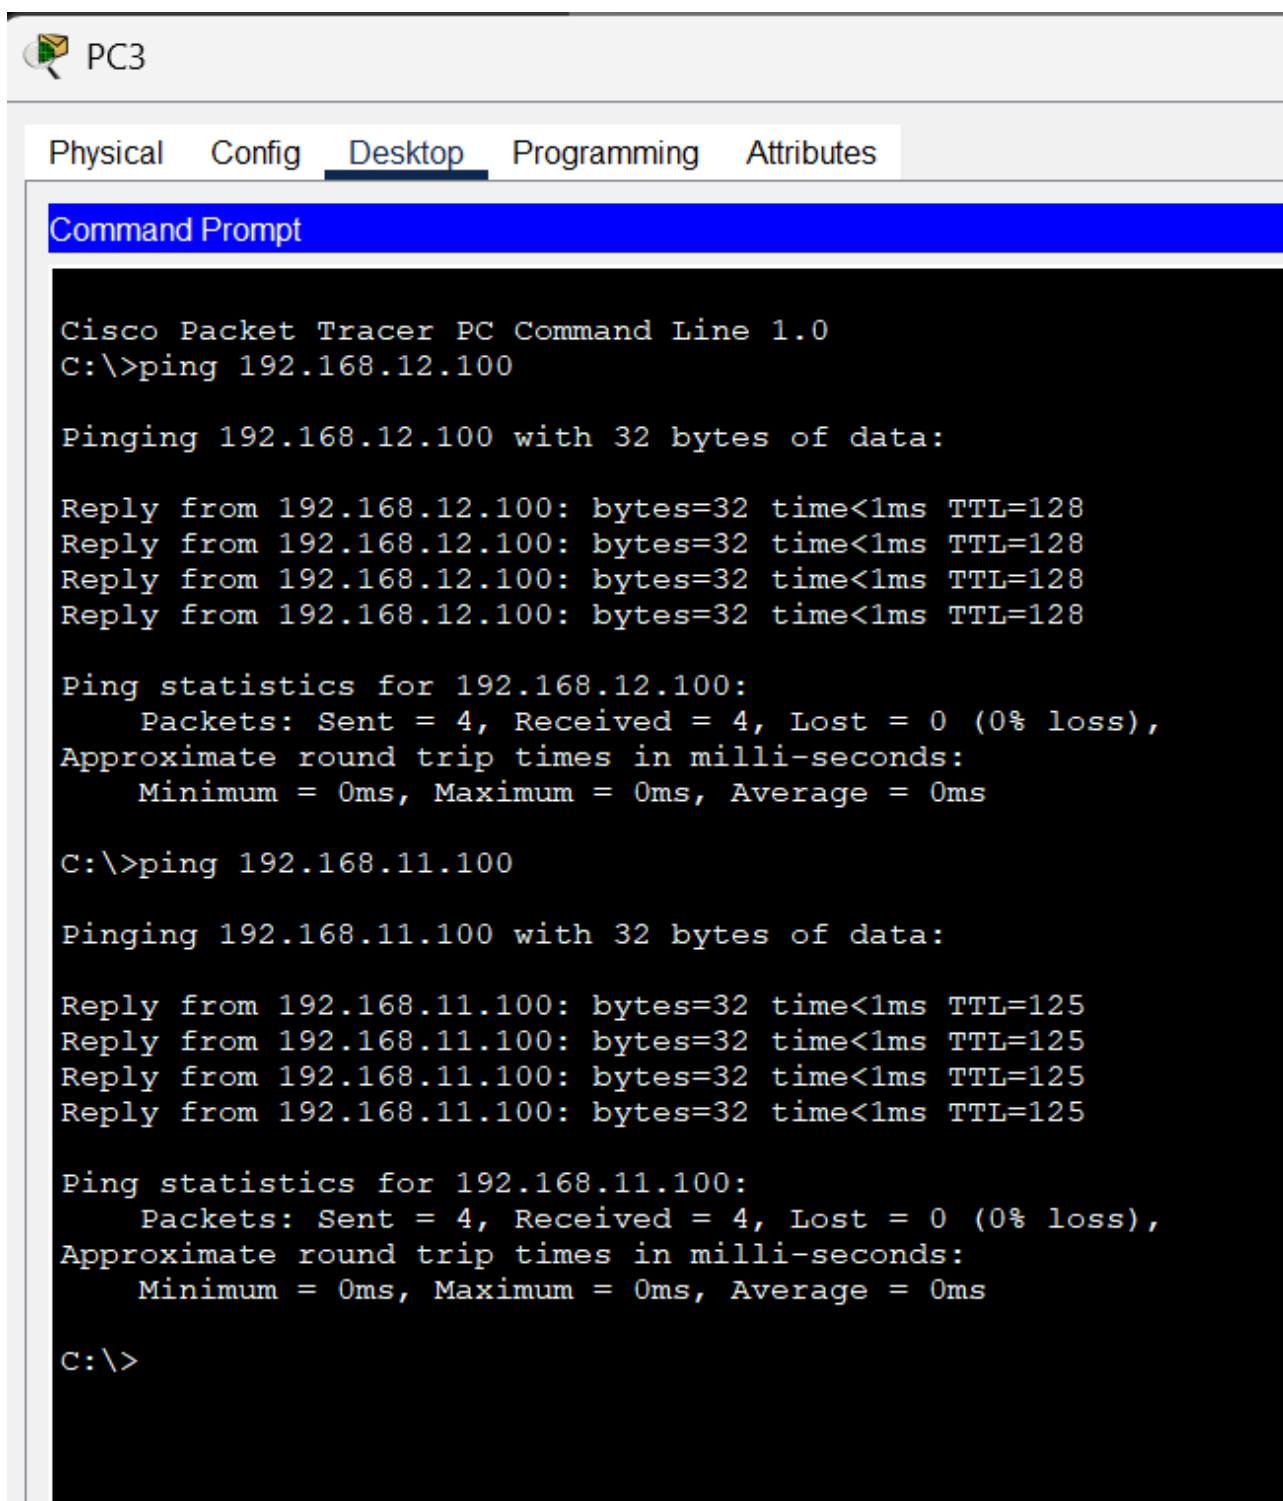 PC3
Physical Config Desktop Programming Attributes
Command Prompt
Cisco Packet Tracer PC Command Line 1.0
C:\>ping 192.168.12.100
Pinging 192.168.12.100 with 32 bytes of data:
Reply from 192.168.12.100: bytes=32 time<1ms TTL=128
Reply from 192.168.12.100: bytes=32 time<1ms TTL=128
Reply from 192.168.12.100: bytes=32 time<1ms TTL=128
Reply from 192.168.12.100: bytes=32 time<1ms TTL=128
Ping statistics for 192.168.12.100:
    Packets: Sent = 4, Received = 4, Lost = 0 (0% loss),
Approximate round trip times in milli-seconds:
    Minimum = 0ms, Maximum = 0ms, Average = 0ms
C:\>ping 192.168.11.100
Pinging 192.168.11.100 with 32 bytes of data:
Reply from 192.168.11.100: bytes=32 time<1ms TTL=125
Reply from 192.168.11.100: bytes=32 time<1ms TTL=125
Reply from 192.168.11.100: bytes=32 time<1ms TTL=125
Reply from 192.168.11.100: bytes=32 time<1ms TTL=125
Ping statistics for 192.168.11.100:
    Packets: Sent = 4, Received = 4, Lost = 0 (0% loss),
Approximate round trip times in milli-seconds:
    Minimum = 0ms, Maximum = 0ms, Average = 0ms
C:\>